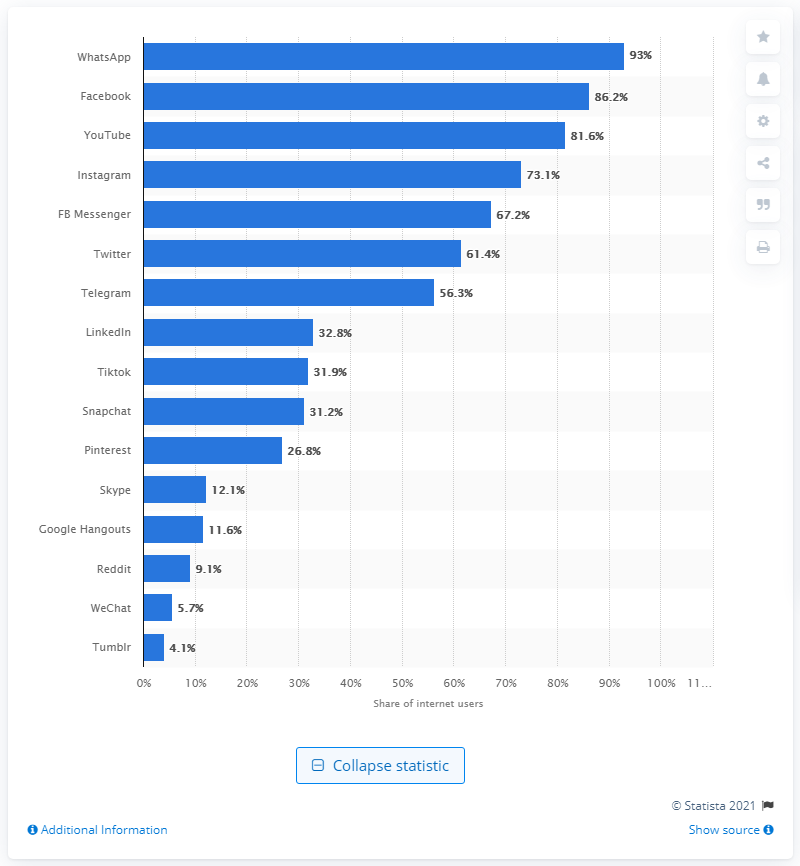 WhatsApp 93%
Facebook 86.2%
YouTube 81.6%
Instagram 73.1%
FB Messenger 67.2%
Twitter 61.4%
Telegram 56.3%
LinkedIn 32.8%
Tiktok 31.9%
Snapchat 31.2%
Pinterest 26.8%
Skype 12.1%
Google Hangouts 11.6%
Reddit 9.1%
WeChat 5.7%
Tumblr 4.1%
0% 10% 20% 30% 40% 50% 60% 70% 80% 90% 100% 11...
Share of internet users
Collapse statistic
© Statista 2021
Additional Information Show source